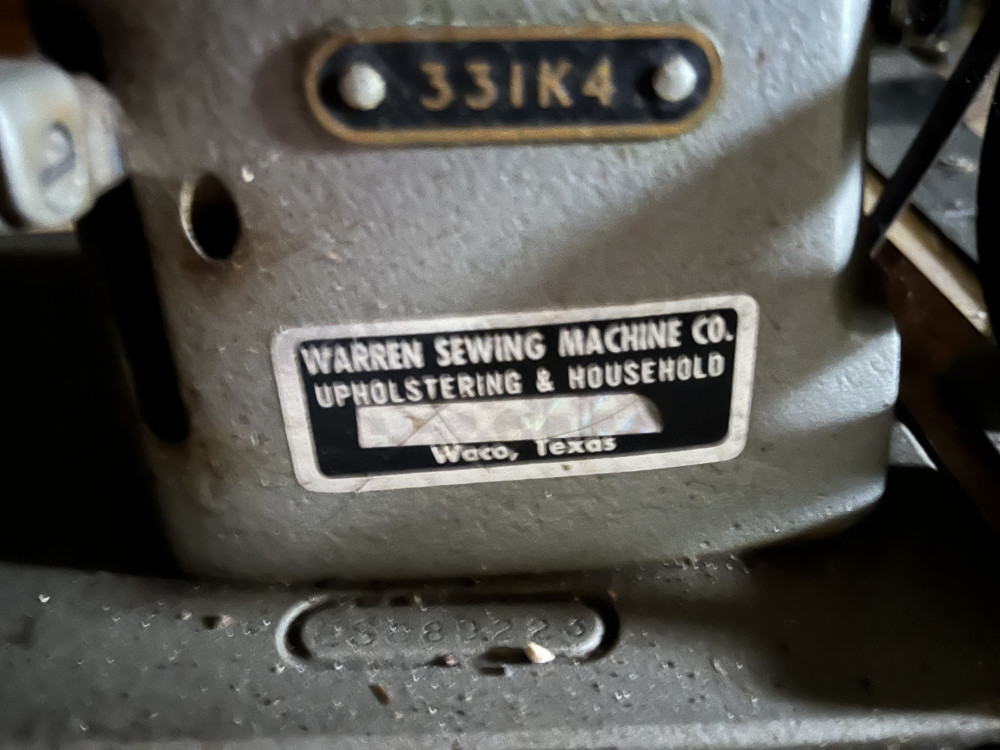 331K4
WARREN SEWING MACHINE CO.
UPHOLSTERING & HOUSEHOLD
Waco, Texas